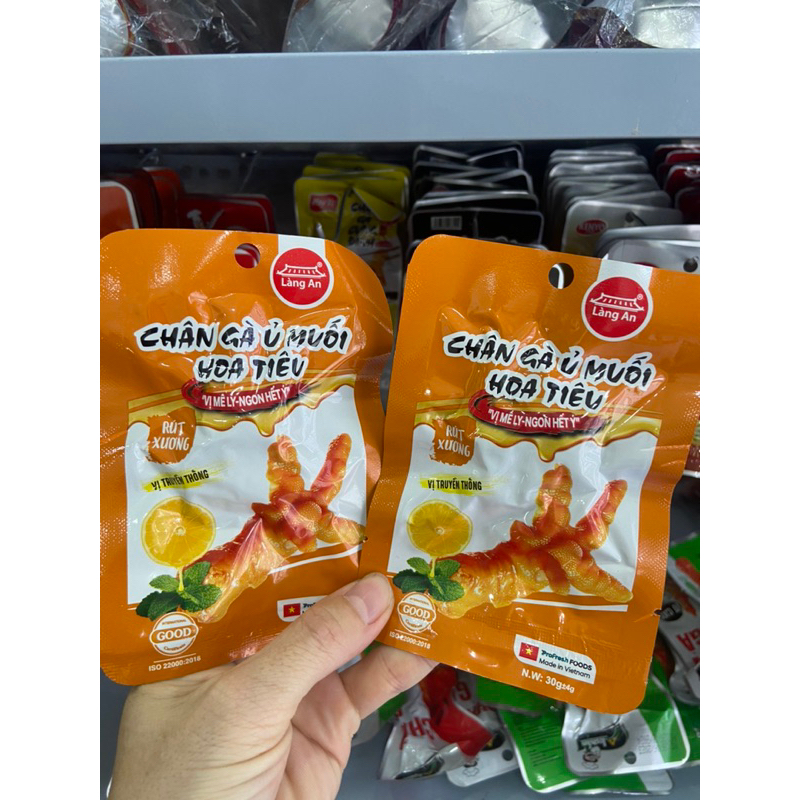 Làng An
CHÂN GÀ Ủ MUỐI
HOA TIÊU
"VỊ MÊ LY-NGON HẾT Ý"
RÚT
XƯƠNG
VỊ TRUYỀN THỐNG
GOOD
ISO 22000:2018
Làng An
CHÂN GÀ Ủ MUỐI
HOA TIÊU
"VỊ MÊ LY-NGON HẾT Ý"
RÚT
XƯƠNG
VỊ TRUYỀN THỐNG
GOOD
ISO 22000:2018
ProFresh FOODS
Made in Vietnam
N.W: 30g±4g